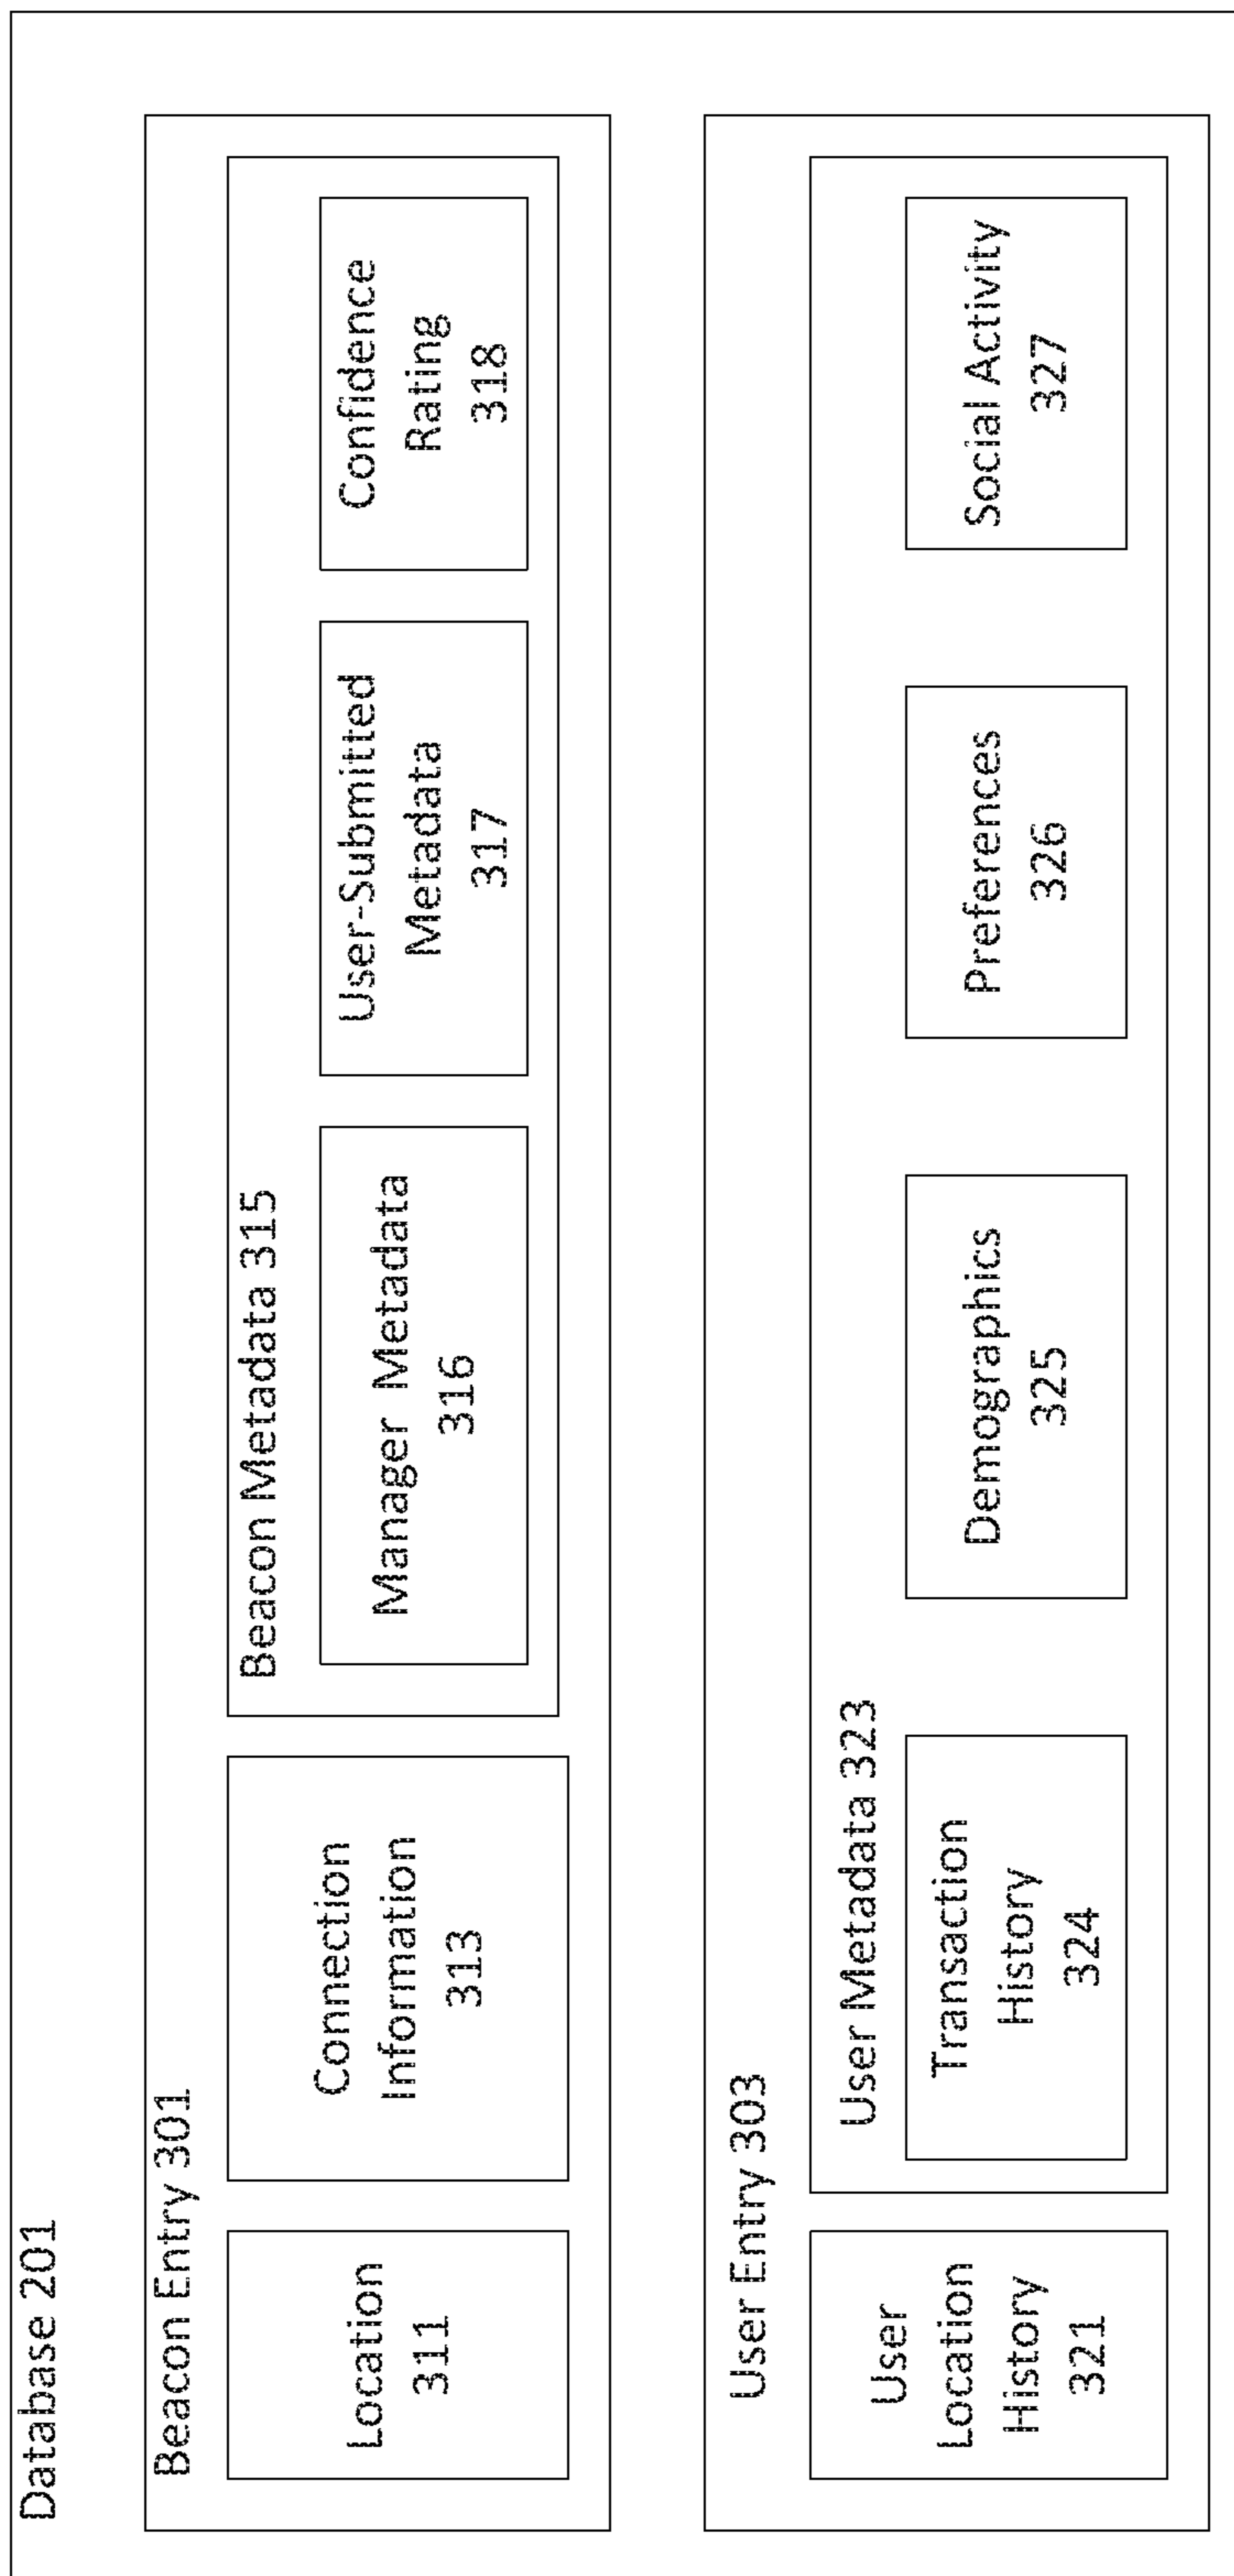 Database 201
Beacon Entry 301
Location
311
Connection
Information
313
Beacon Metadata 315
Manager Metadata
316
User-Submitted
Metadata
317
Confidence
Rating
318
User Entry 303
User
Location
History
321
User Metadata 323
Transaction
History
324
Demographics
325
Preferences
326
Social Activity
327